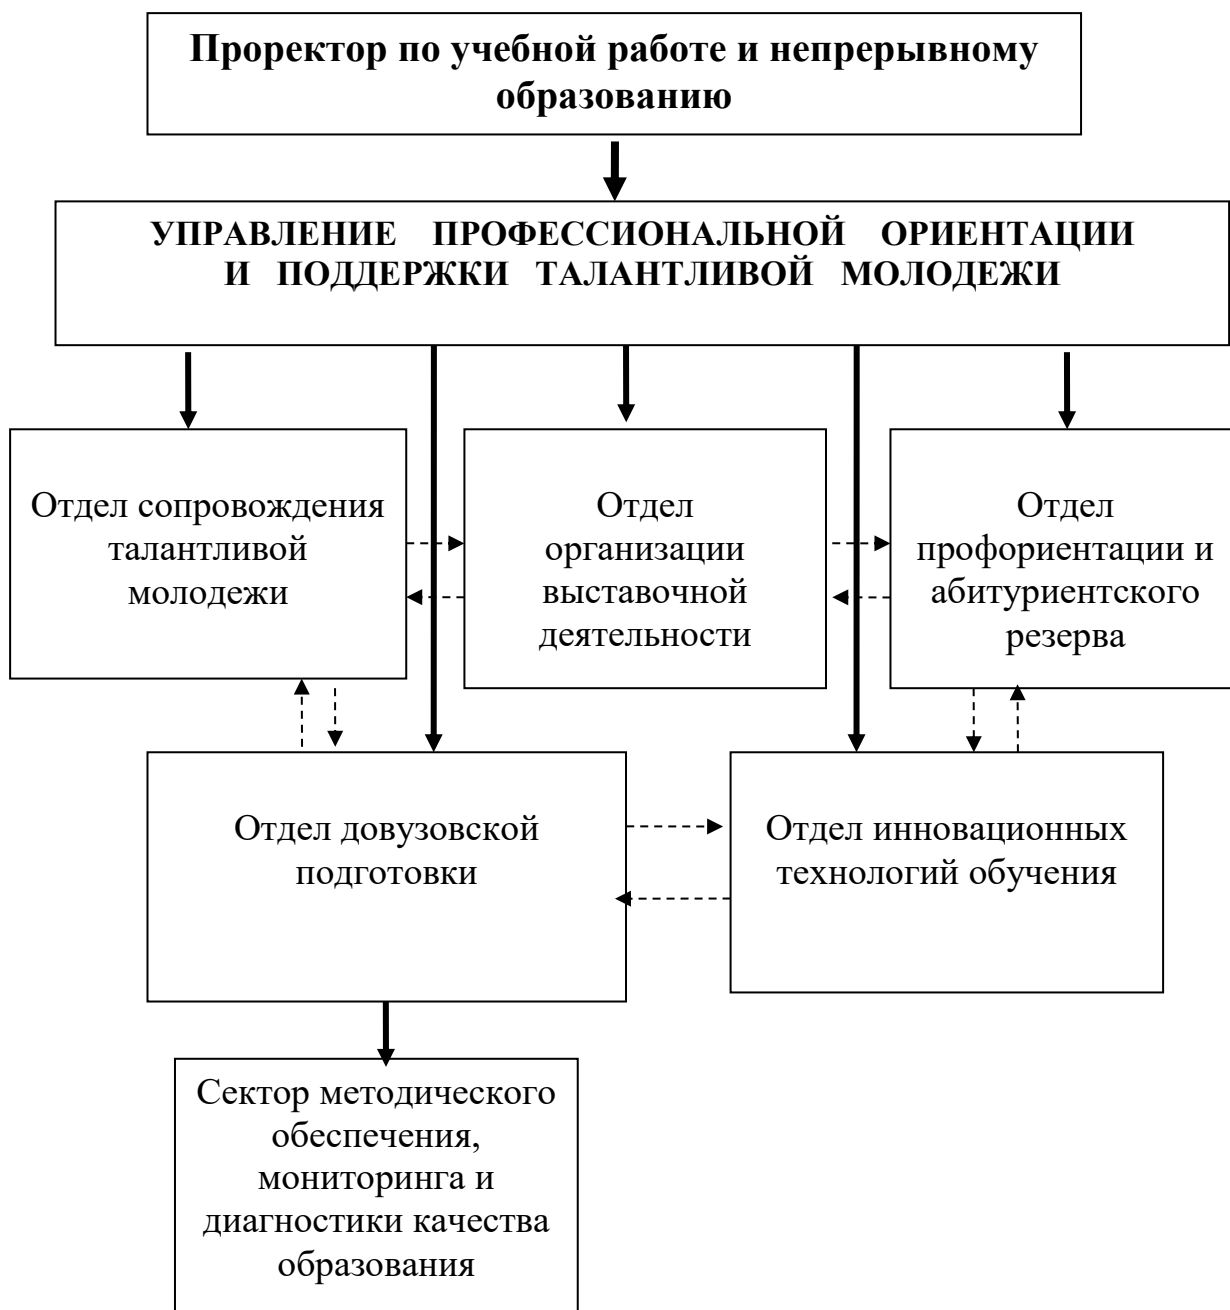 Проректор по учебной работе и непрерывному
образованию
УПРАВЛЕНИЕ ПРОФЕССИОНАЛЬНОЙ ОРИЕНТАЦИИ
И ПОДДЕРЖКИ ТАЛАНТЛИВОЙ МОЛОДЕЖИ
Отдел сопровождения
талантливой
молодежи
Отдел
организации
выставочной
деятельности
Отдел
профориентации и
абитуриентского
резерва
Отдел довузовской
подготовки
Отдел инновационных
технологий обучения
Сектор методического
обеспечения,
мониторинга и
диагностики качества
образования